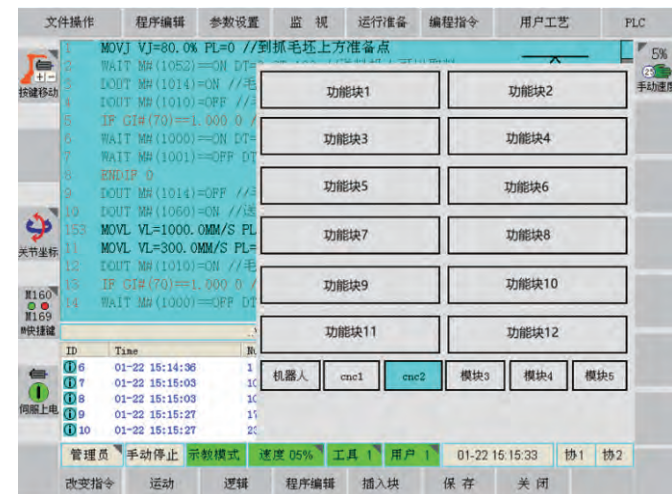 文件操作 程序编辑 参数设置 监 视 运行准备 编程指令 用户工艺 PLC
1 MOVJ VJ=80.0% PL=0 //到抓毛坯上方准备点
2 WAIT M#(1052)==ON DT=
3 DOUT M#(1014)=ON //毛
4 DOUT M#(1010)=OFF //
5 IF GI#(70)==1.000 0 /
6 WAIT M#(1000)==ON DT=
7 WAIT M#(1001)==OFF DT
8 ENDIF 0
9 DOUT M#(1014)=OFF //
10 DOUT M#(1060)=ON //送
153 MOVL VL=1000.0MM/S PL=
11 MOVL VL=300.0MM/S PL=
12 DOUT M#(1010)=ON //毛
13 IF GI#(70)==1.000 0 /
14 WAIT M#(1000)==OFF DT
按键移动
关节坐标
M160
M169
M快捷键
伺服上电
5%
手动速度
功能块1 功能块2
功能块3 功能块4
功能块5 功能块6
功能块7 功能块8
功能块9 功能块10
功能块11 功能块12
机器人 cnc1 cnc2 模块3 模块4 模块5
ID Time
6 01-22 15:14:36 1
7 01-22 15:15:03 10
8 01-22 15:15:03 10
9 01-22 15:15:27 17
10 01-22 15:15:27
管理员 手动停止 示教模式 速度 05% 工具 1 用户 1 01-22 15:15:33 协1 协2
改变指令 运动 逻辑 程序编辑 插入块 保 存 关 闭